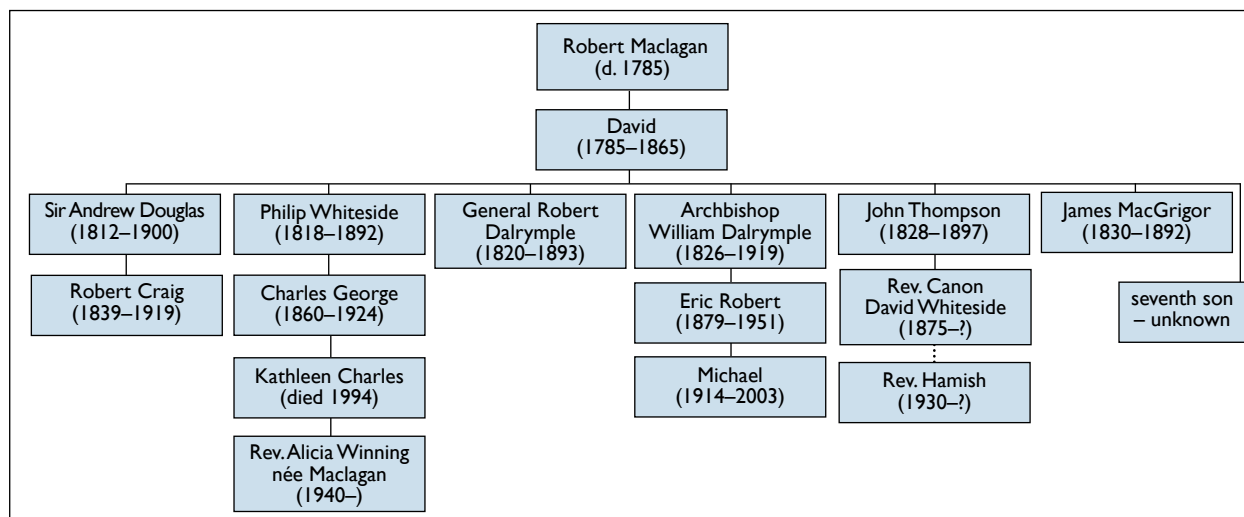 Robert Maclagan
(d. 1785)
David
(1785–1865)
Sir Andrew Douglas
(1812–1900)
Philip Whiteside
(1818–1892)
General Robert
Dalrymple
(1820–1893)
Archbishop
William Dalrymple
(1826–1919)
John Thompson
(1828–1897)
James MacGrigor
(1830–1892)
seventh son
– unknown
Robert Craig
(1839–1919)
Charles George
(1860–1924)
Eric Robert
(1879–1951)
Rev. Canon
David Whiteside
(1875–?)
Kathleen Charles
(died 1994)
Michael
(1914–2003)
Rev. Hamish
(1930–?)
Rev. Alicia Winning
née Maclagan
(1940–)